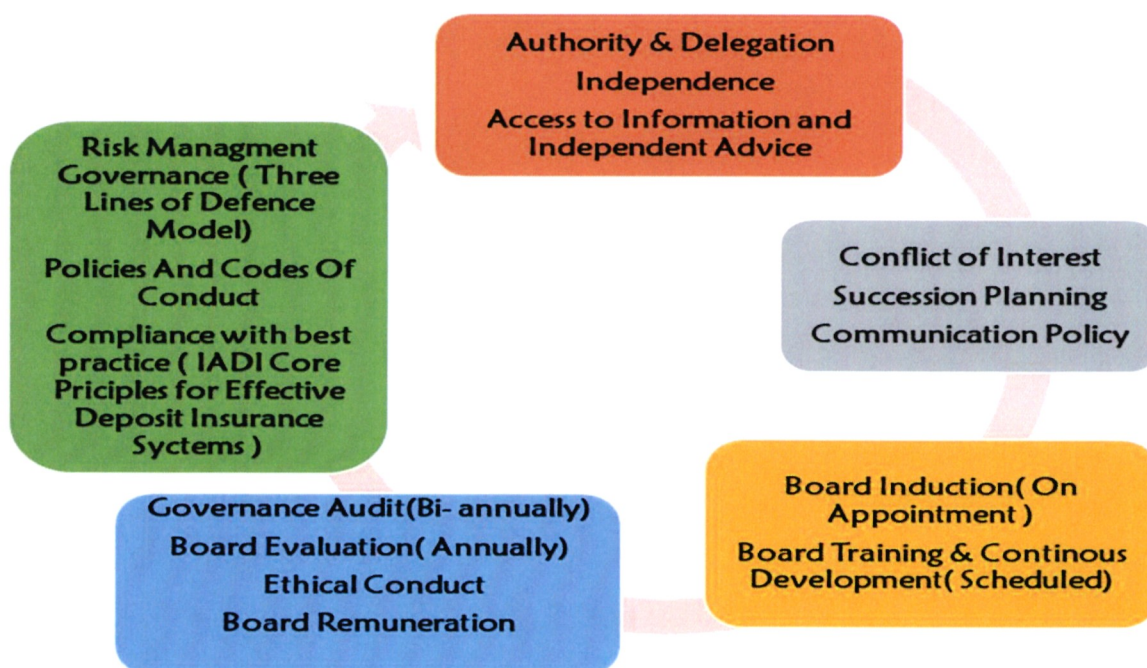 Authority & Delegation
Independence
Access to Information and
Independent Advice
Conflict of Interest
Succession Planning
Communication Policy
Board Induction( On
Appointment )
Board Training & Continous
Development( Scheduled)
Governance Audit(Bi- annually)
Board Evaluation( Annually)
Ethical Conduct
Board Remuneration
Risk Managment
Governance ( Three
Lines of Defence
Model)
Policies And Codes Of
Conduct
Compliance with best
practice ( IADI Core
Priciples for Effective
Deposit Insurance
Syctems )